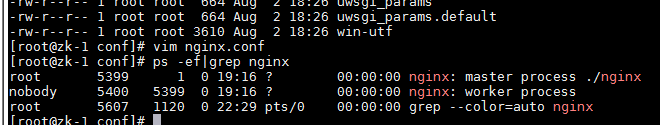 -rw-r--r-- 1 root root  664 Aug  2 18:26 uwsgi_params
-rw-r--r-- 1 root root  664 Aug  2 18:26 uwsgi_params.default
-rw-r--r-- 1 root root 3610 Aug  2 18:26 win-utf
[root@zk-1 conf]# vim nginx.conf
[root@zk-1 conf]# ps -ef|grep nginx
root       5399      1  0 19:16 ?        00:00:00 nginx: master process ./nginx
nobody     5400   5399  0 19:16 ?        00:00:00 nginx: worker process
root       5607   1120  0 22:29 pts/0    00:00:00 grep --color=auto nginx
[root@zk-1 conf]#